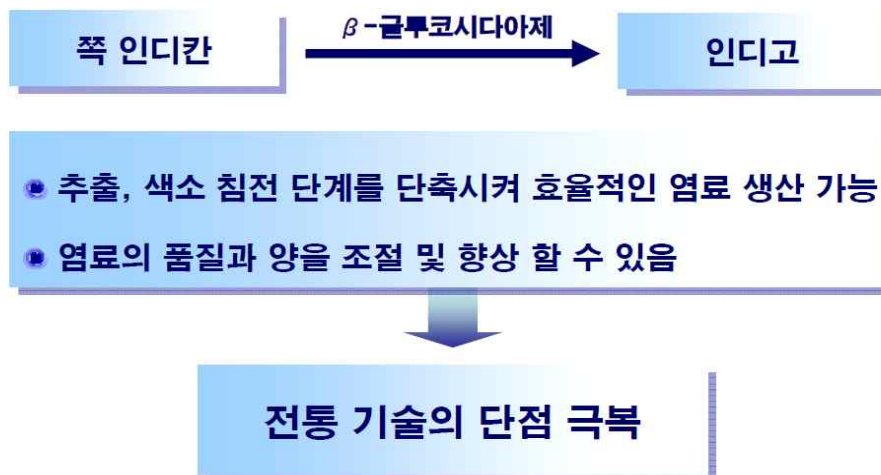 쪽 인디칸
β-글루코시다아제
인디고
추출, 색소 침전 단계를 단축시켜 효율적인 염료 생산 가능
염료의 품질과 양을 조절 및 향상 할 수 있음
전통 기술의 단점 극복